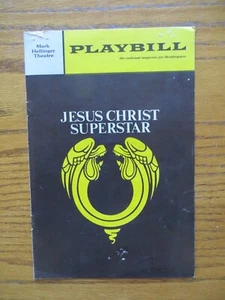 Mark
Hellinger
Theatre
PLAYBILL
the national magazine for theatregoers
JESUS CHRIST
SUPERSTAR